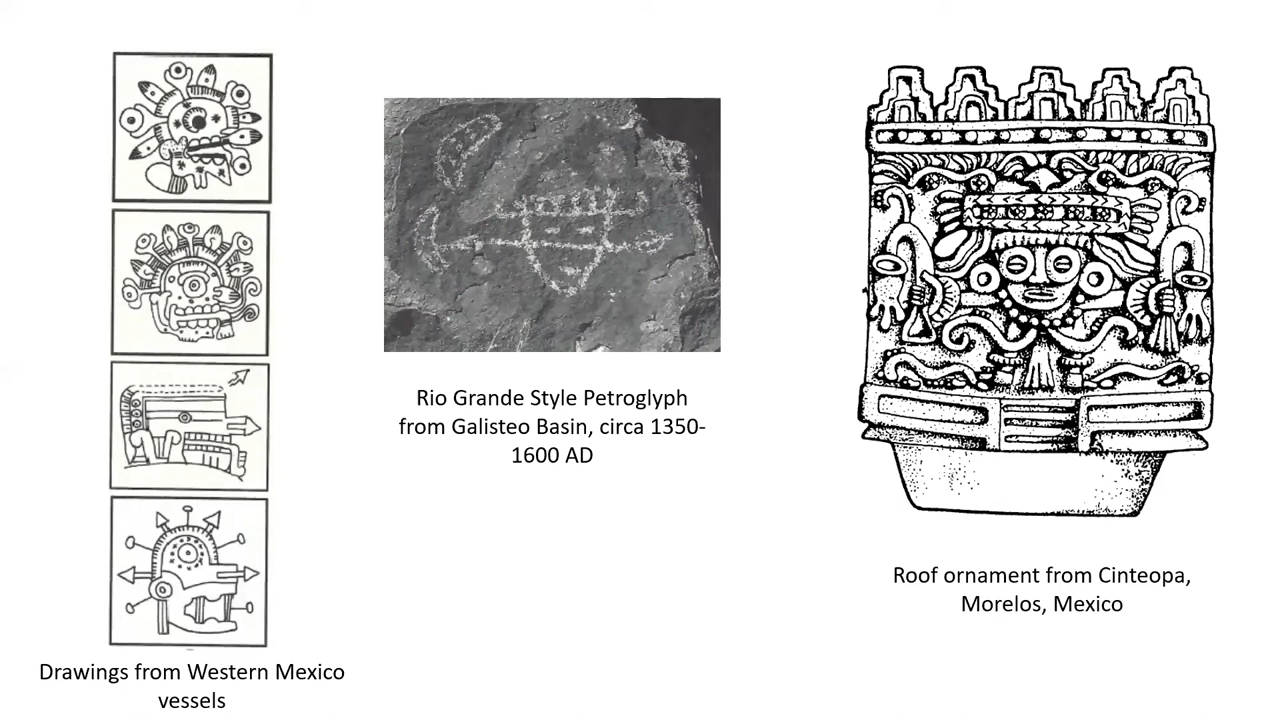 Rio Grande Style Petroglyph
from Galisteo Basin, circa 1350-
1600 AD
Roof ornament from Cinteopa,
Morelos, Mexico
Drawings from Western Mexico
vessels